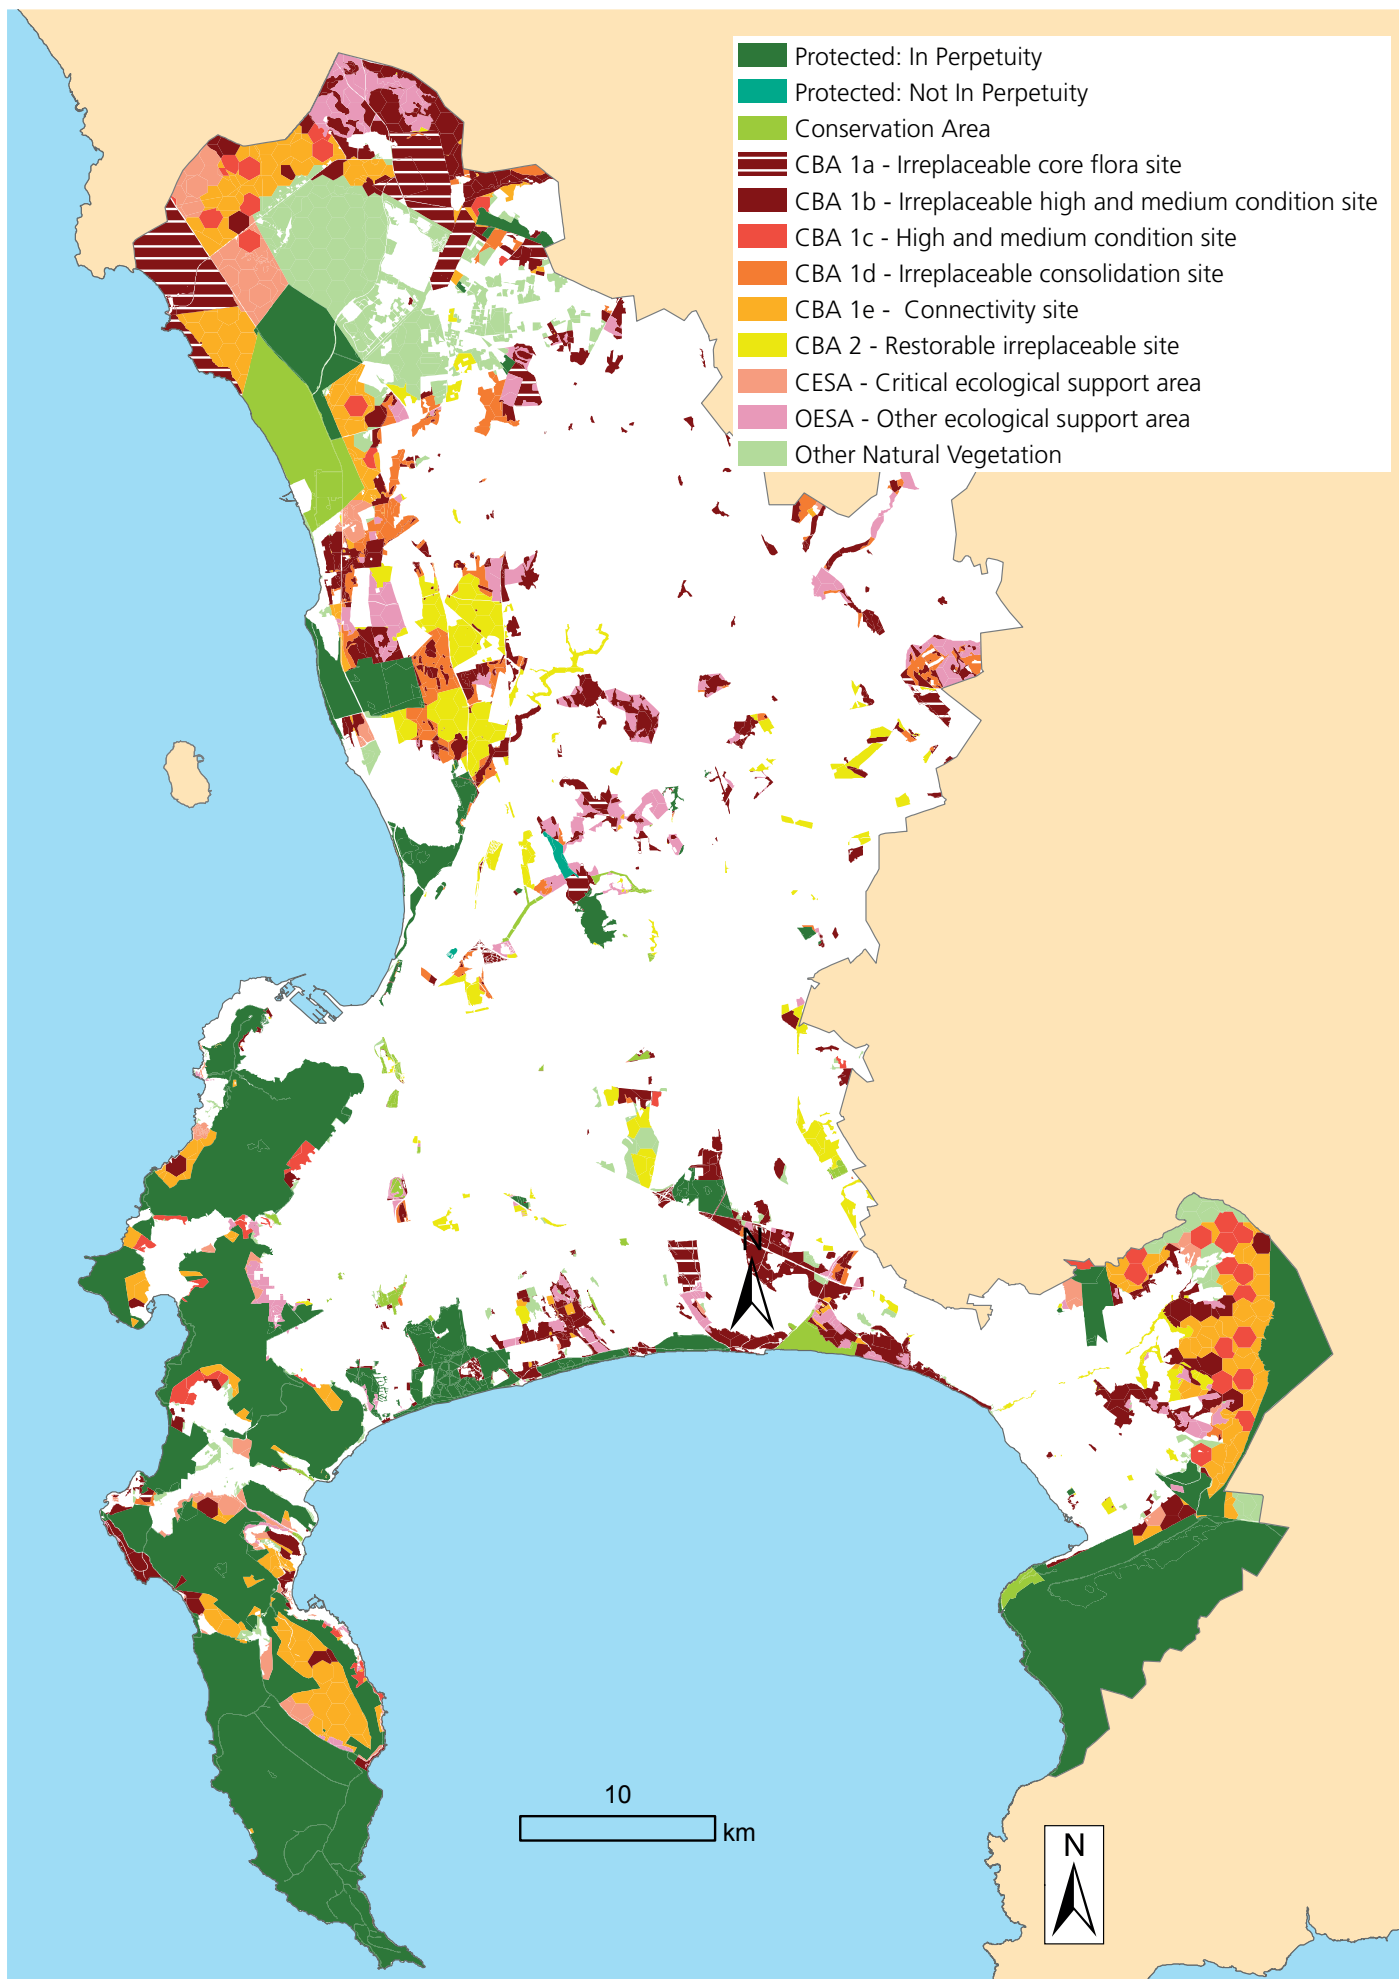 Protected: In Perpetuity
Protected: Not In Perpetuity
Conservation Area
CBA 1a - Irreplaceable core flora site
CBA 1b - Irreplaceable high and medium condition site
CBA 1c - High and medium condition site
CBA 1d - Irreplaceable consolidation site
CBA 1e - Connectivity site
CBA 2 - Restorable irreplaceable site
CESA - Critical ecological support area
OESA - Other ecological support area
Other Natural Vegetation
N
10
km
N